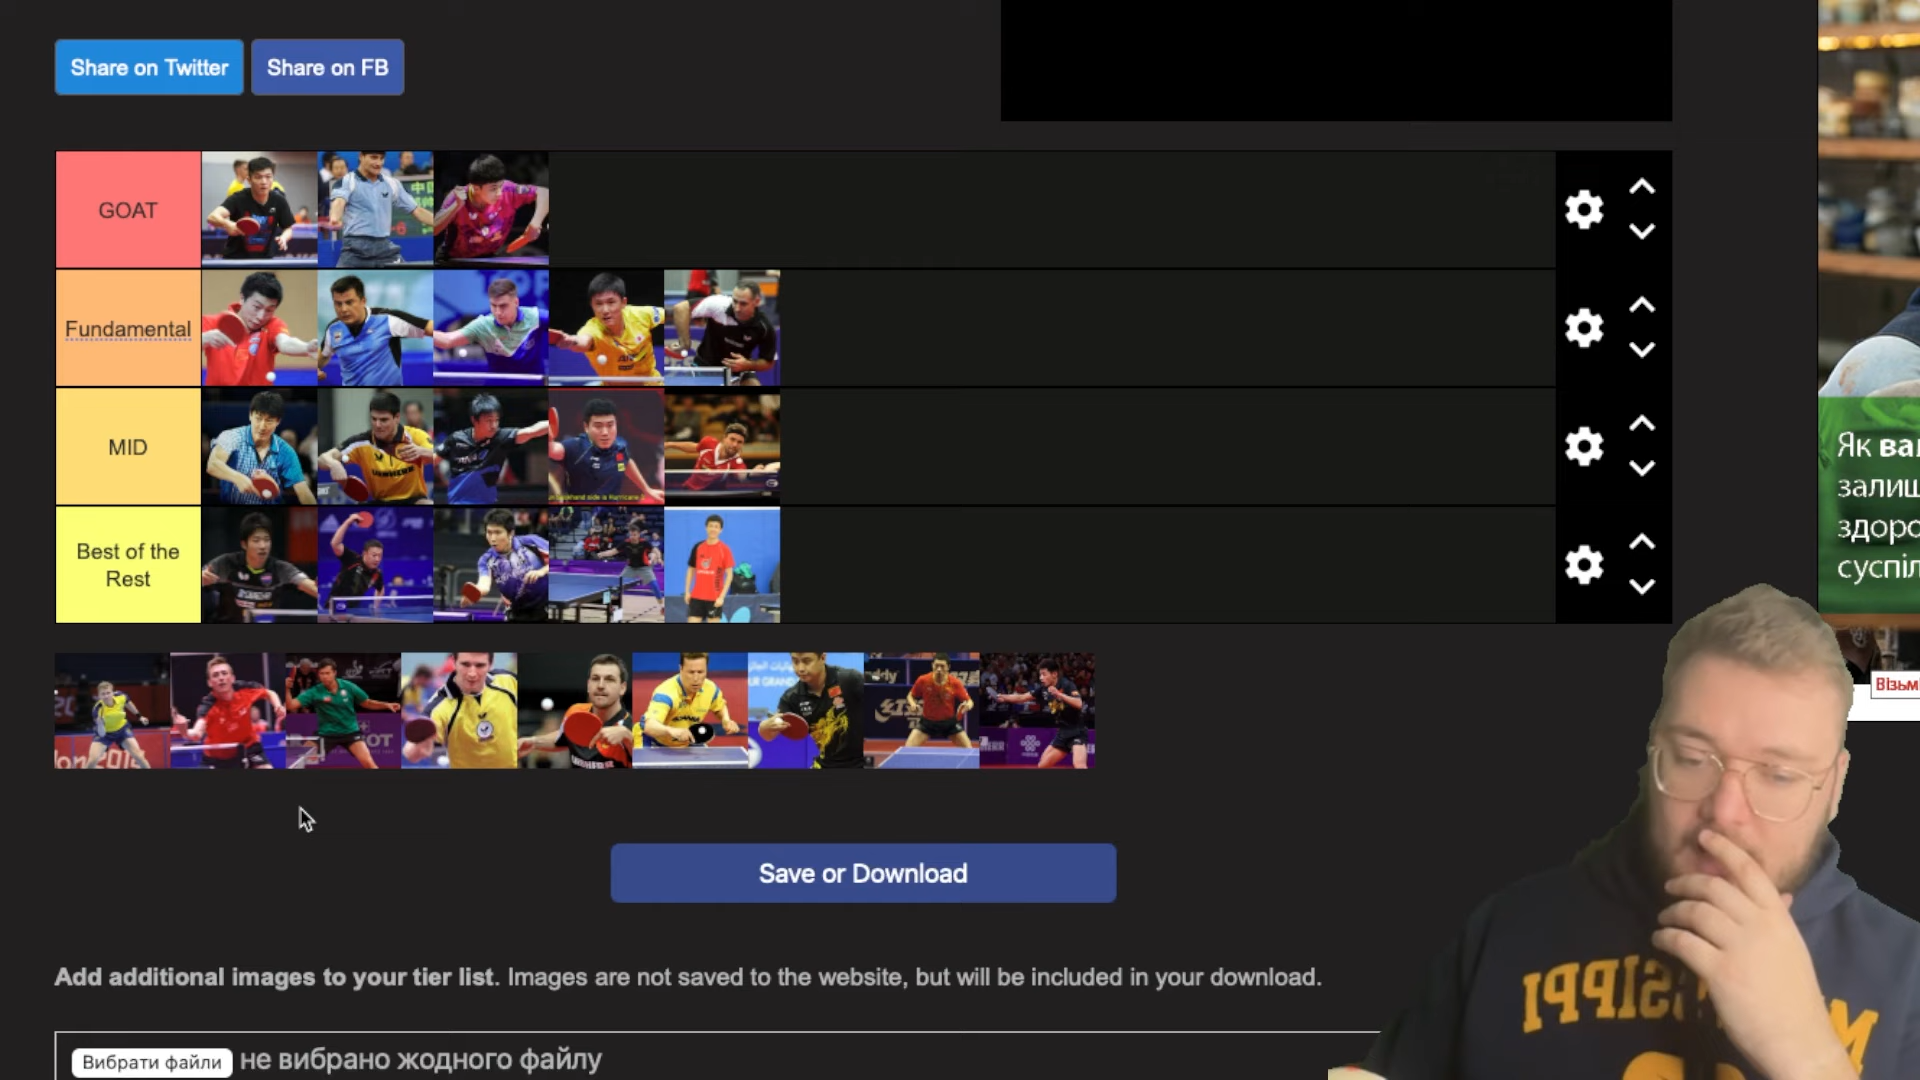 Share on Twitter
Share on FB
GOAT
Fundamental
MID
Best of the
Rest
Як
залиш
здоро
суспіл
Візьмі
Save or Download
Add additional images to your tier list. Images are not saved to the website, but will be included in your download.
Вибрати файли не вибрано жодного файлу